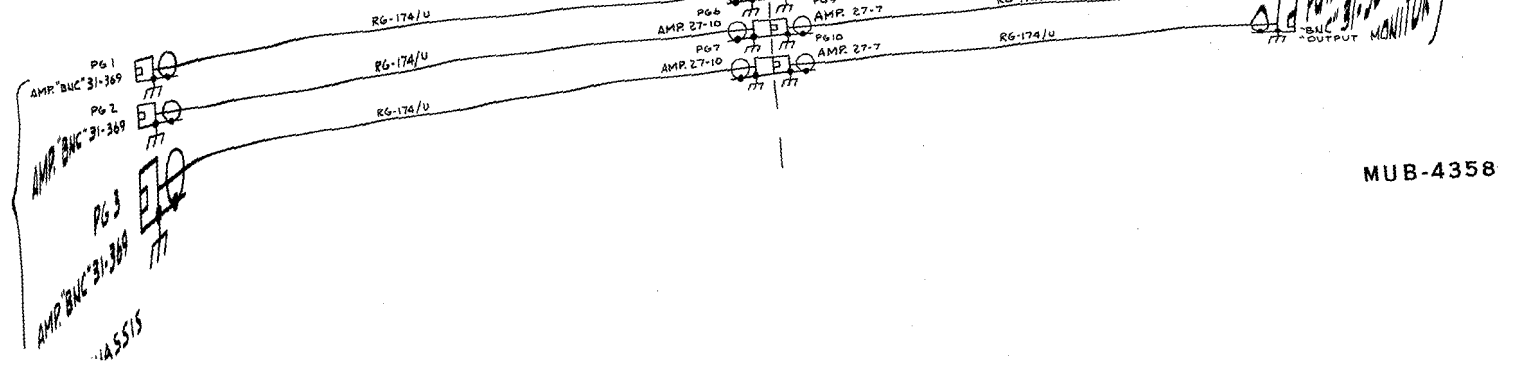 RG-174/U
PG6
AMP. 27-10
AMP. 27-7
PG 1
AMP. "BNC" 31-369
RG-174/U
PG7
AMP. 27-10
PG10
AMP. 27-7
RG-174/U
"BNC"
OUTPUT
MONITOR
PG 2
AMP. "BNC" 31-369
RG-174/U
PG 3
AMP. "BNC" 31-369
MUB-4358